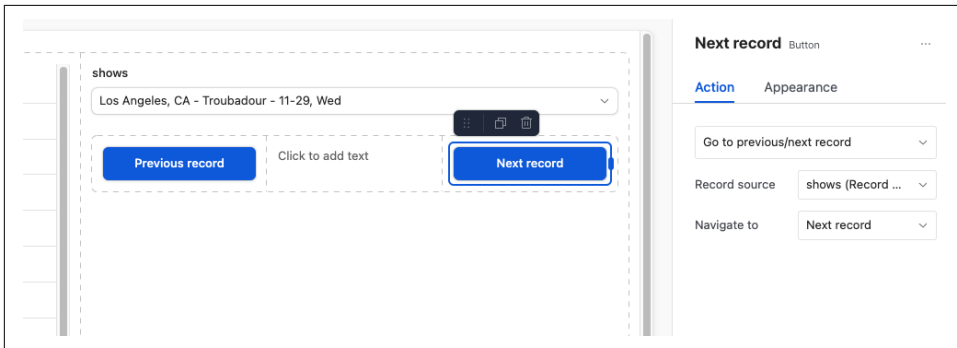 shows
Los Angeles, CA - Troubadour - 11-29, Wed
Previous record
Click to add text
Next record
Next record Button ...
Action Appearance
Go to previous/next record
Record source shows (Record ...
Navigate to Next record